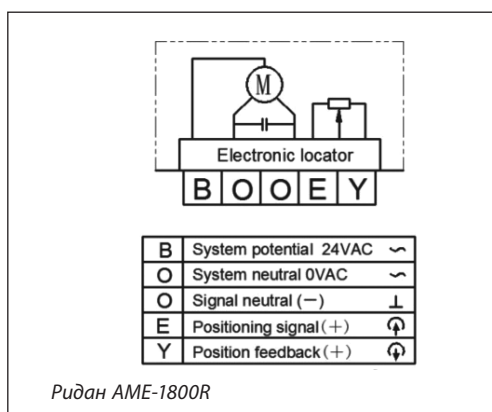 M
Electronic locator
B O O E Y
B System potential 24VAC ~
O System neutral 0VAC ~
O Signal neutral (—) ⊥
E Positioning signal (+)
Y Position feedback (+)
Ридан AME-1800R